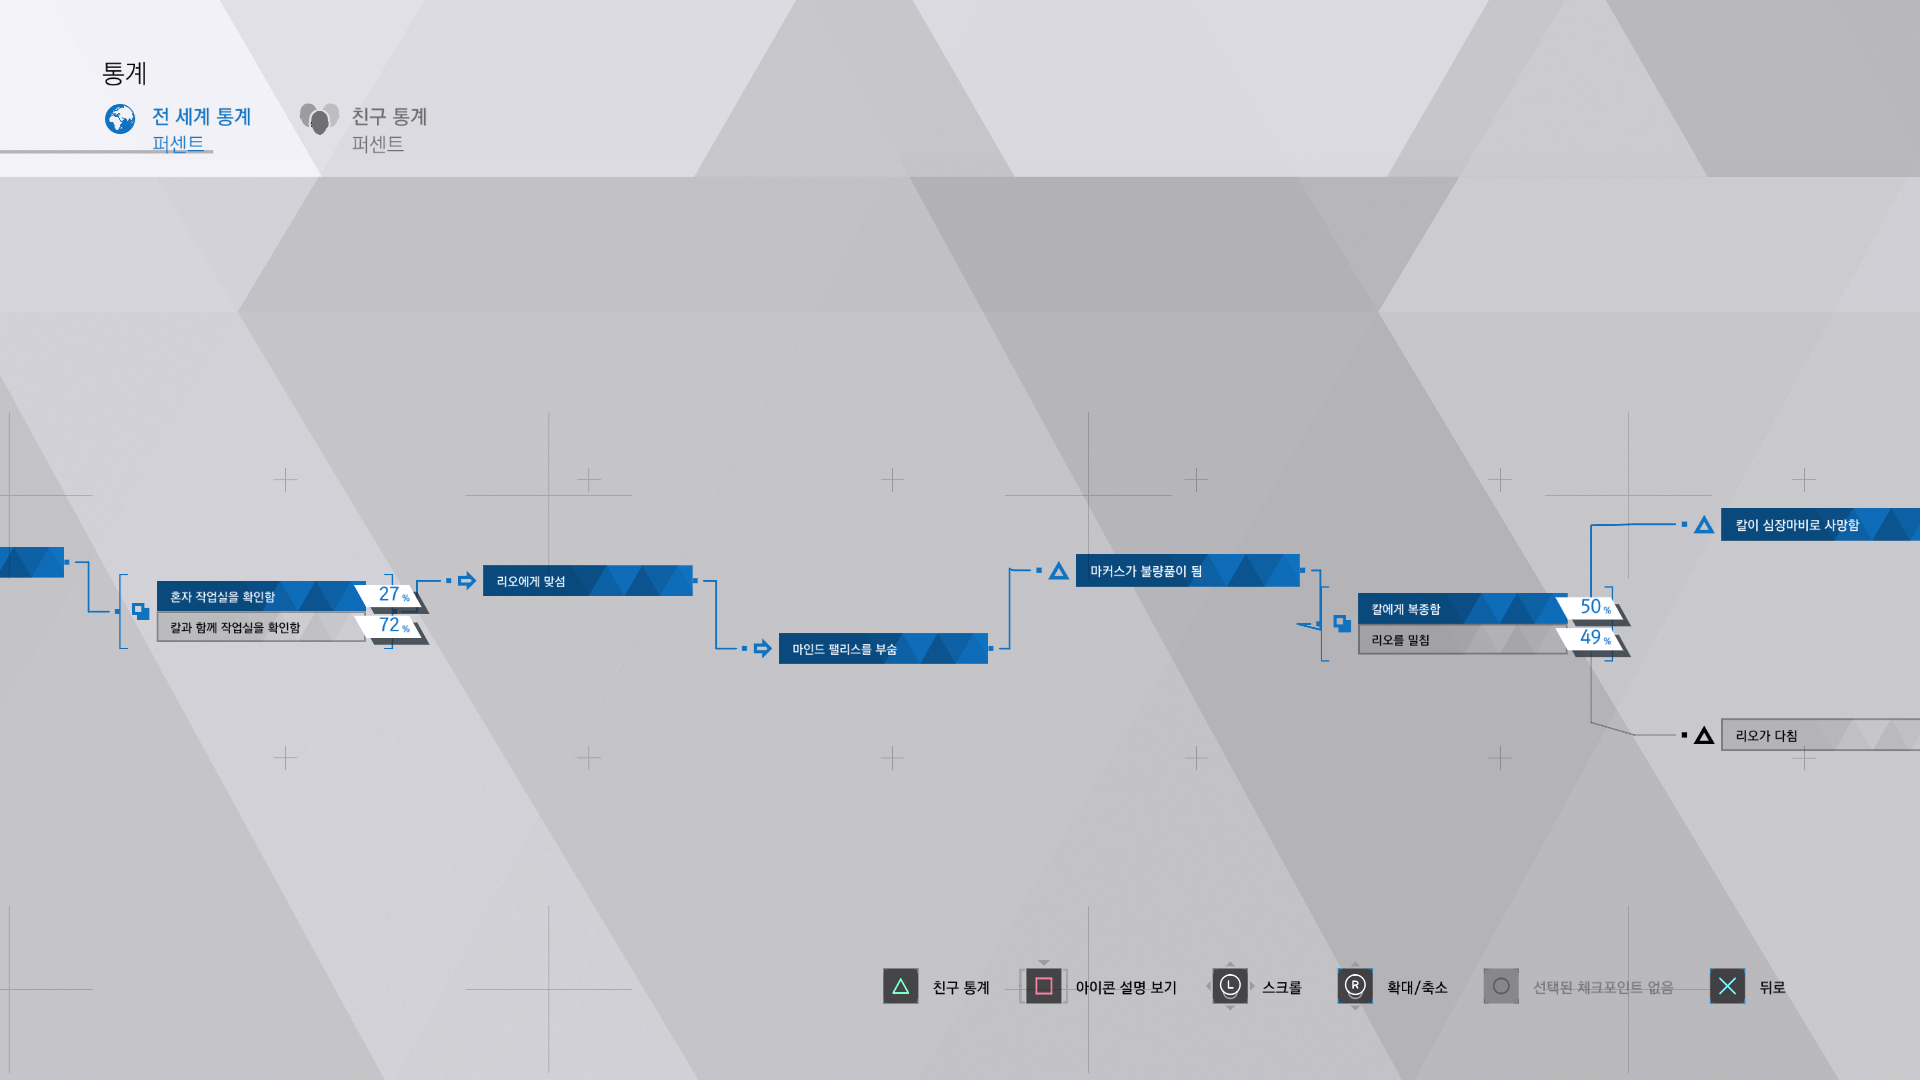 통계
전 세계 통계
퍼센트
친구 통계
퍼센트
혼자 작업실을 확인함
27 %
칼과 함께 작업실을 확인함
72 %
리오에게 맞섬
마인드 팰리스를 부숨
마커스가 불량품이 됨
칼에게 복종함
50 %
리오를 밀침
49 %
칼이 심장마비로 사망함
리오가 다침
친구 통계
아이콘 설명 보기
L
스크롤
R
확대/축소
선택된 체크포인트 없음
뒤로